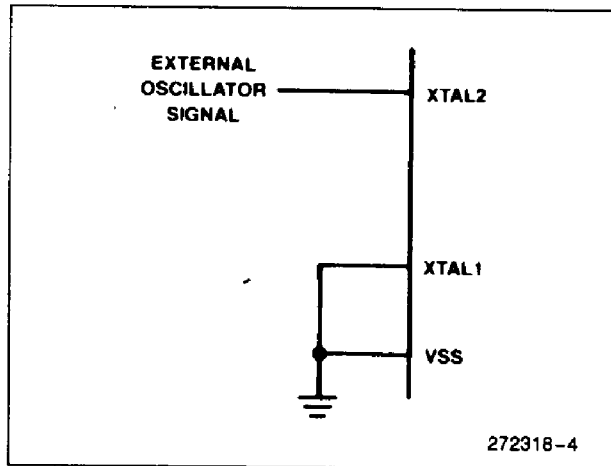 EXTERNAL
OSCILLATOR
SIGNAL
XTAL2
XTAL1
VSS
272318-4